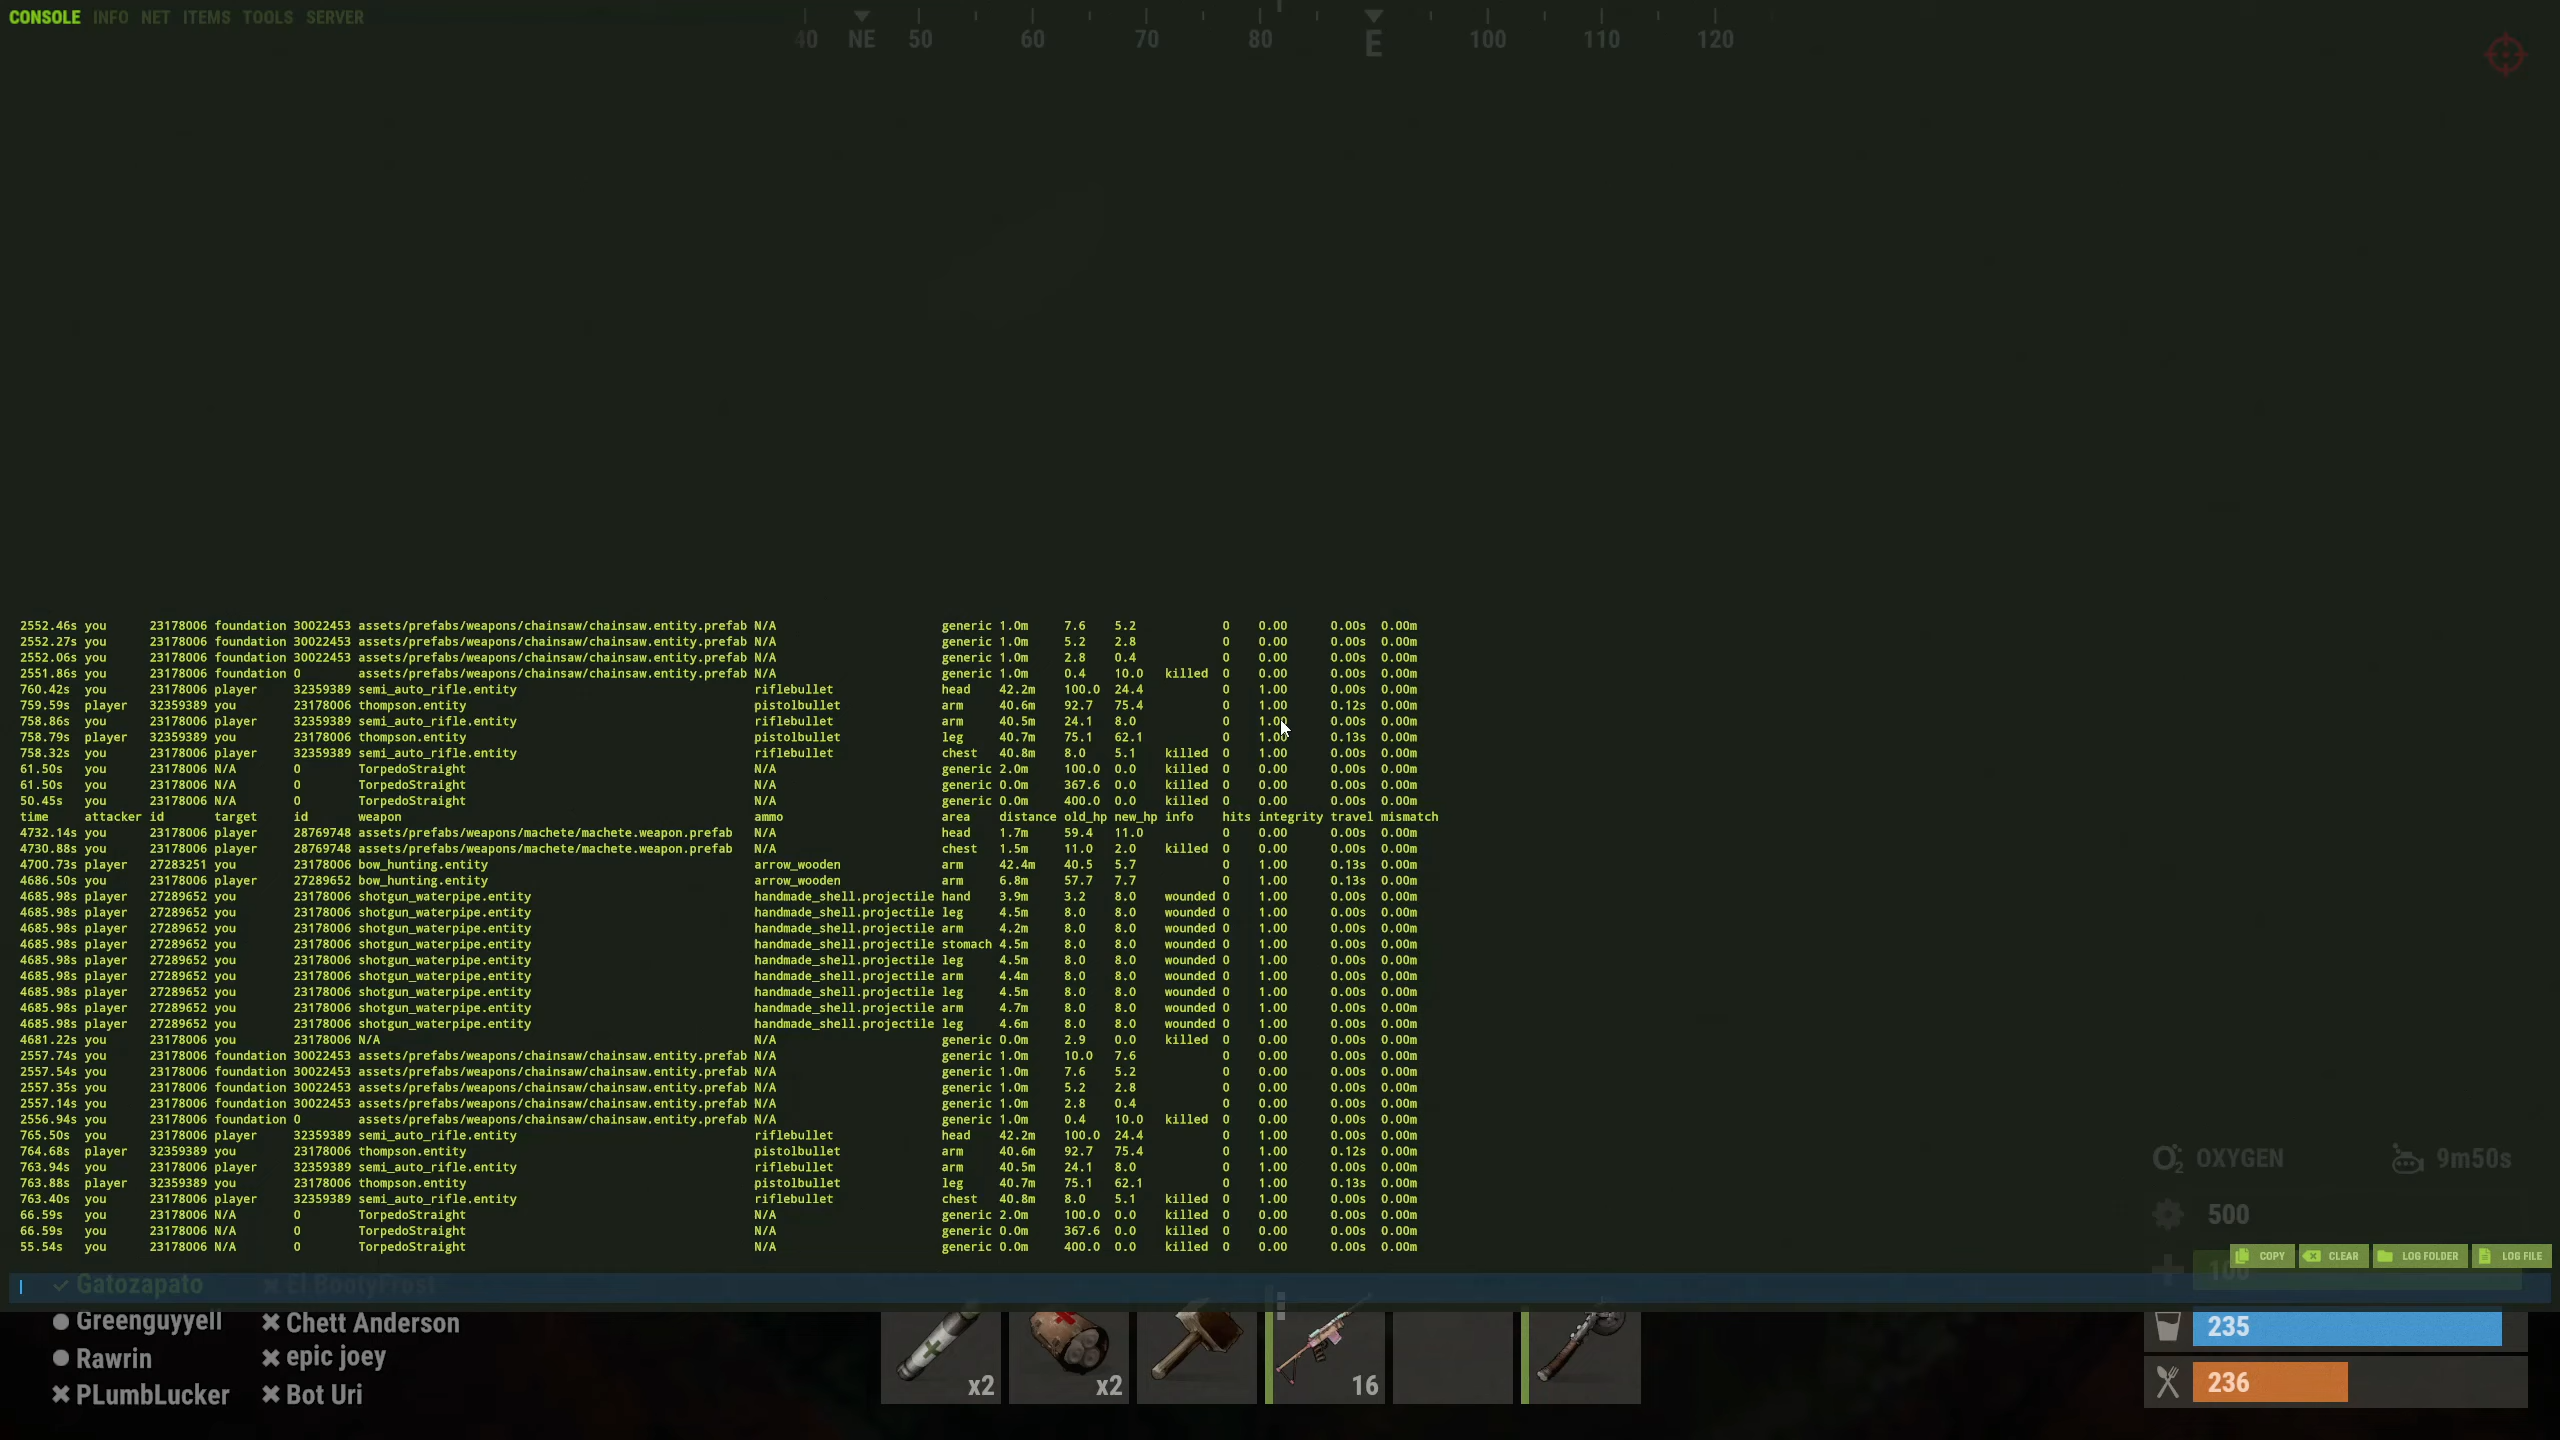 CONSOLE INFO NET ITEMS TOOLS SERVER
40 NE 50 60 70 80 E 100 110 120
2552.46s you 23178006 foundation 30022453 assets/prefabs/weapons/chainsaw/chainsaw.entity.prefab N/A generic 1.0m 7.6 5.2 0 0.00 0.00s 0.00m
2552.27s you 23178006 foundation 30022453 assets/prefabs/weapons/chainsaw/chainsaw.entity.prefab N/A generic 1.0m 5.2 2.8 0 0.00 0.00s 0.00m
2552.06s you 23178006 foundation 30022453 assets/prefabs/weapons/chainsaw/chainsaw.entity.prefab N/A generic 1.0m 2.8 0.4 0 0.00 0.00s 0.00m
2551.86s you 23178006 foundation 0 assets/prefabs/weapons/chainsaw/chainsaw.entity.prefab N/A generic 1.0m 0.4 10.0 killed 0 0.00 0.00s 0.00m
760.42s you 23178006 player 32359389 semi_auto_rifle.entity riflebullet head 42.2m 100.0 24.4 0 1.00 0.00s 0.00m
759.59s player 32359389 you 23178006 thompson.entity pistolbullet arm 40.6m 92.7 75.4 0 1.00 0.12s 0.00m
758.86s you 23178006 player 32359389 semi_auto_rifle.entity riflebullet arm 40.5m 24.1 8.0 0 1.00 0.00s 0.00m
758.79s player 32359389 you 23178006 thompson.entity pistolbullet leg 40.7m 75.1 62.1 0 1.00 0.13s 0.00m
758.32s you 23178006 player 32359389 semi_auto_rifle.entity riflebullet chest 40.8m 8.0 5.1 killed 0 1.00 0.00s 0.00m
61.50s you 23178006 N/A 0 TorpedoStraight N/A generic 2.0m 100.0 0.0 killed 0 0.00 0.00s 0.00m
61.50s you 23178006 N/A 0 TorpedoStraight N/A generic 0.0m 367.6 0.0 killed 0 0.00 0.00s 0.00m
50.45s you 23178006 N/A 0 TorpedoStraight N/A generic 0.0m 400.0 0.0 killed 0 0.00 0.00s 0.00m
time attacker id target id weapon ammo area distance old_hp new_hp info hits integrity travel mismatch
4732.14s you 23178006 player 28769748 assets/prefabs/weapons/machete/machete.weapon.prefab N/A head 1.7m 59.4 11.0 0 0.00 0.00s 0.00m
4730.88s you 23178006 player 28769748 assets/prefabs/weapons/machete/machete.weapon.prefab N/A chest 1.5m 11.0 2.0 killed 0 0.00 0.00s 0.00m
4700.73s player 27283251 you 23178006 bow_hunting.entity arrow_wooden arm 42.4m 40.5 5.7 0 1.00 0.13s 0.00m
4686.50s you 23178006 player 27289652 bow_hunting.entity arrow_wooden arm 6.8m 57.7 7.7 0 1.00 0.13s 0.00m
4685.98s player 27289652 you 23178006 shotgun_waterpipe.entity handmade_shell.projectile hand 3.9m 3.2 8.0 wounded 0 1.00 0.00s 0.00m
4685.98s player 27289652 you 23178006 shotgun_waterpipe.entity handmade_shell.projectile leg 4.5m 8.0 8.0 wounded 0 1.00 0.00s 0.00m
4685.98s player 27289652 you 23178006 shotgun_waterpipe.entity handmade_shell.projectile arm 4.2m 8.0 8.0 wounded 0 1.00 0.00s 0.00m
4685.98s player 27289652 you 23178006 shotgun_waterpipe.entity handmade_shell.projectile stomach 4.5m 8.0 8.0 wounded 0 1.00 0.00s 0.00m
4685.98s player 27289652 you 23178006 shotgun_waterpipe.entity handmade_shell.projectile leg 4.5m 8.0 8.0 wounded 0 1.00 0.00s 0.00m
4685.98s player 27289652 you 23178006 shotgun_waterpipe.entity handmade_shell.projectile arm 4.4m 8.0 8.0 wounded 0 1.00 0.00s 0.00m
4685.98s player 27289652 you 23178006 shotgun_waterpipe.entity handmade_shell.projectile leg 4.5m 8.0 8.0 wounded 0 1.00 0.00s 0.00m
4685.98s player 27289652 you 23178006 shotgun_waterpipe.entity handmade_shell.projectile arm 4.7m 8.0 8.0 wounded 0 1.00 0.00s 0.00m
4685.98s player 27289652 you 23178006 shotgun_waterpipe.entity handmade_shell.projectile leg 4.6m 8.0 8.0 wounded 0 1.00 0.00s 0.00m
4681.22s you 23178006 you 23178006 N/A N/A generic 0.0m 2.9 0.0 killed 0 0.00 0.00s 0.00m
2557.74s you 23178006 foundation 30022453 assets/prefabs/weapons/chainsaw/chainsaw.entity.prefab N/A generic 1.0m 10.0 7.6 0 0.00 0.00s 0.00m
2557.54s you 23178006 foundation 30022453 assets/prefabs/weapons/chainsaw/chainsaw.entity.prefab N/A generic 1.0m 7.6 5.2 0 0.00 0.00s 0.00m
2557.35s you 23178006 foundation 30022453 assets/prefabs/weapons/chainsaw/chainsaw.entity.prefab N/A generic 1.0m 5.2 2.8 0 0.00 0.00s 0.00m
2557.14s you 23178006 foundation 30022453 assets/prefabs/weapons/chainsaw/chainsaw.entity.prefab N/A generic 1.0m 2.8 0.4 0 0.00 0.00s 0.00m
2556.94s you 23178006 foundation 0 assets/prefabs/weapons/chainsaw/chainsaw.entity.prefab N/A generic 1.0m 0.4 10.0 killed 0 0.00 0.00s 0.00m
765.50s you 23178006 player 32359389 semi_auto_rifle.entity riflebullet head 42.2m 100.0 24.4 0 1.00 0.00s 0.00m
764.68s player 32359389 you 23178006 thompson.entity pistolbullet arm 40.6m 92.7 75.4 0 1.00 0.12s 0.00m
763.94s you 23178006 player 32359389 semi_auto_rifle.entity riflebullet arm 40.5m 24.1 8.0 0 1.00 0.00s 0.00m
763.88s player 32359389 you 23178006 thompson.entity pistolbullet leg 40.7m 75.1 62.1 0 1.00 0.13s 0.00m
763.40s you 23178006 player 32359389 semi_auto_rifle.entity riflebullet chest 40.8m 8.0 5.1 killed 0 1.00 0.00s 0.00m
66.59s you 23178006 N/A 0 TorpedoStraight N/A generic 2.0m 100.0 0.0 killed 0 0.00 0.00s 0.00m
66.59s you 23178006 N/A 0 TorpedoStraight N/A generic 0.0m 367.6 0.0 killed 0 0.00 0.00s 0.00m
55.54s you 23178006 N/A 0 TorpedoStraight N/A generic 0.0m 400.0 0.0 killed 0 0.00 0.00s 0.00m
O2 OXYGEN 9m50s
500
COPY CLEAR LOG FOLDER LOG FILE
100
Gatozapato El BootyFrost
Greenguyyell Chett Anderson
Rawrin epic joey
PLumbLucker Bot Uri
x2 x2 16
235
236